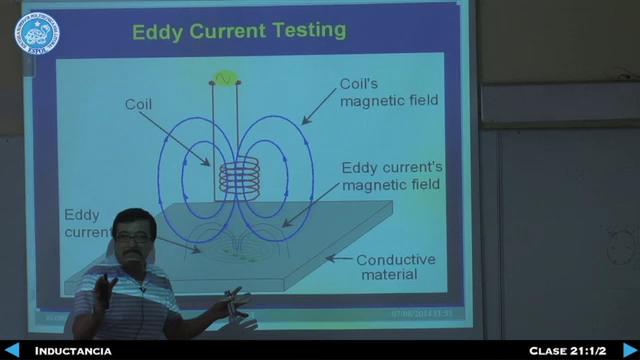 ESPOL
Eddy Current Testing
Coil
Coil's
magnetic field
Eddy current's
magnetic field
Eddy
current
Conductive
material
INDUCTANCIA
CLASE 21:1/2